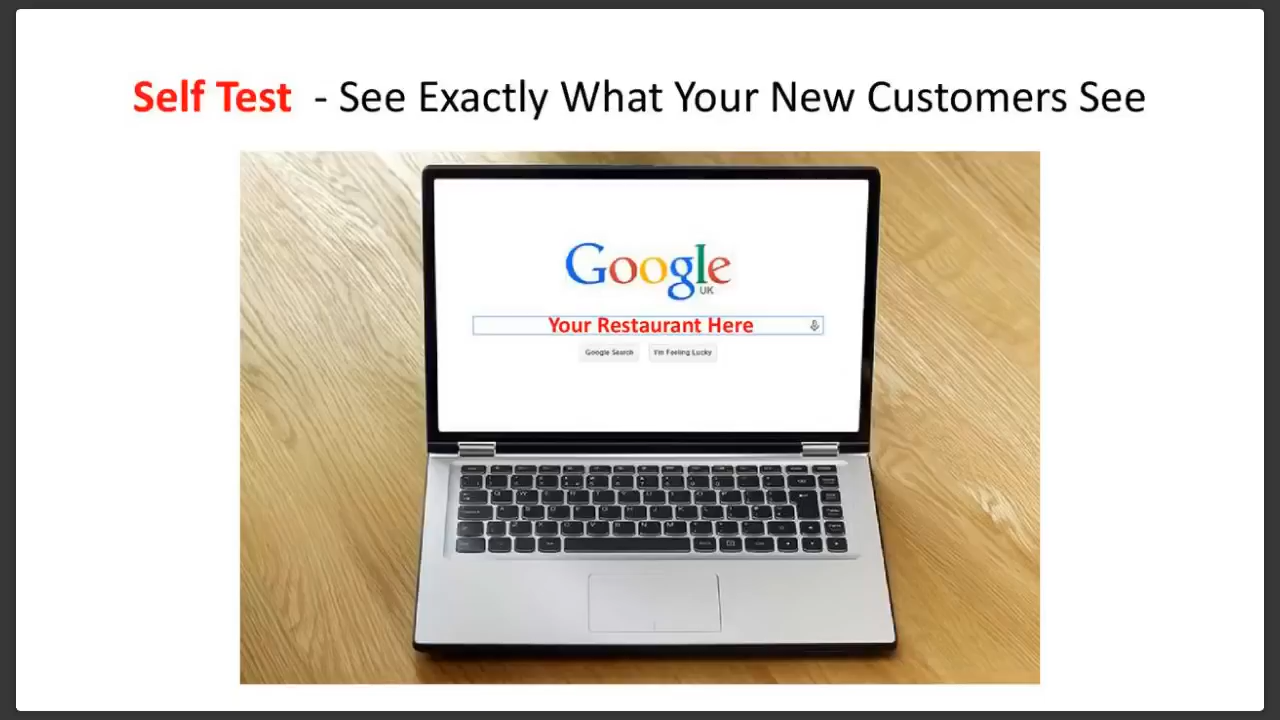 Self Test - See Exactly What Your New Customers See
Google
UK
Your Restaurant Here
Google Search I'm Feeling Lucky